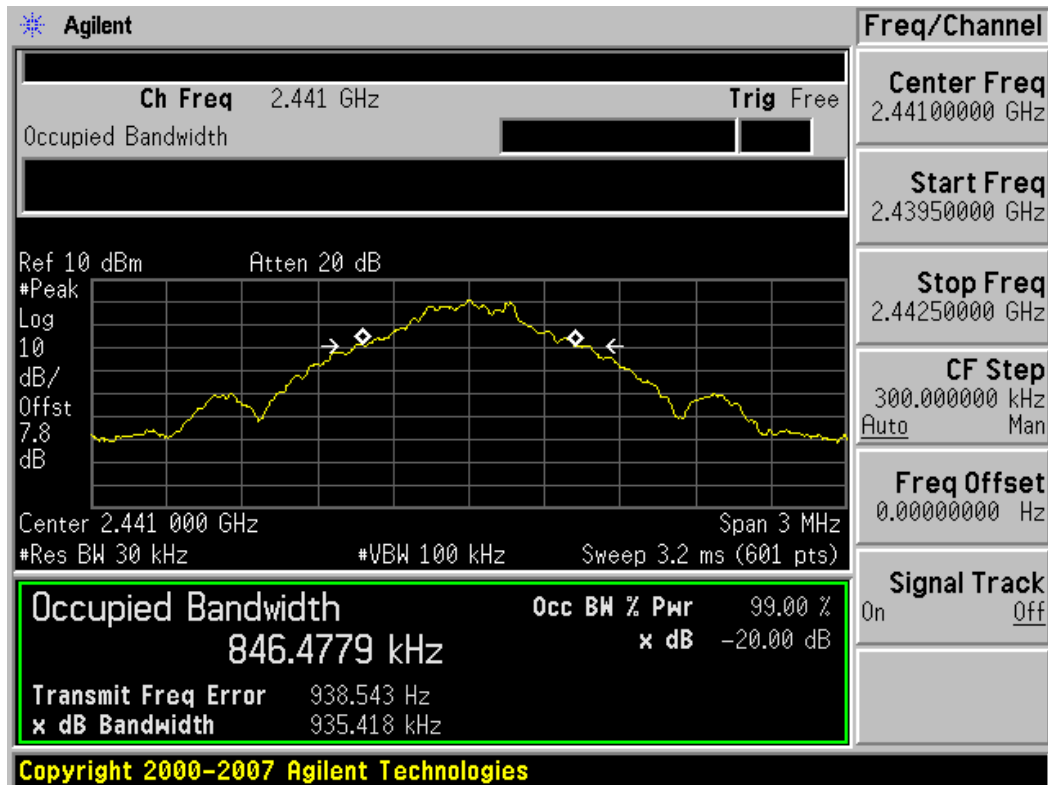 Agilent
Freq/Channel
Ch Freq 2.441 GHz Trig Free
Occupied Bandwidth
Center Freq
2.44100000 GHz
Start Freq
2.43950000 GHz
Stop Freq
2.44250000 GHz
CF Step
300.000000 kHz
Auto Man
Freq Offset
0.00000000 Hz
Signal Track
On Off
Ref 10 dBm Atten 20 dB
#Peak
Log
10
dB/
Offst
7.8
dB
Center 2.441 000 GHz Span 3 MHz
#Res BW 30 kHz #VBW 100 kHz Sweep 3.2 ms (601 pts)
Occupied Bandwidth
846.4779 kHz
Occ BW % Pwr 99.00 %
x dB -20.00 dB
Transmit Freq Error 938.543 Hz
x dB Bandwidth 935.418 kHz
Copyright 2000-2007 Agilent Technologies